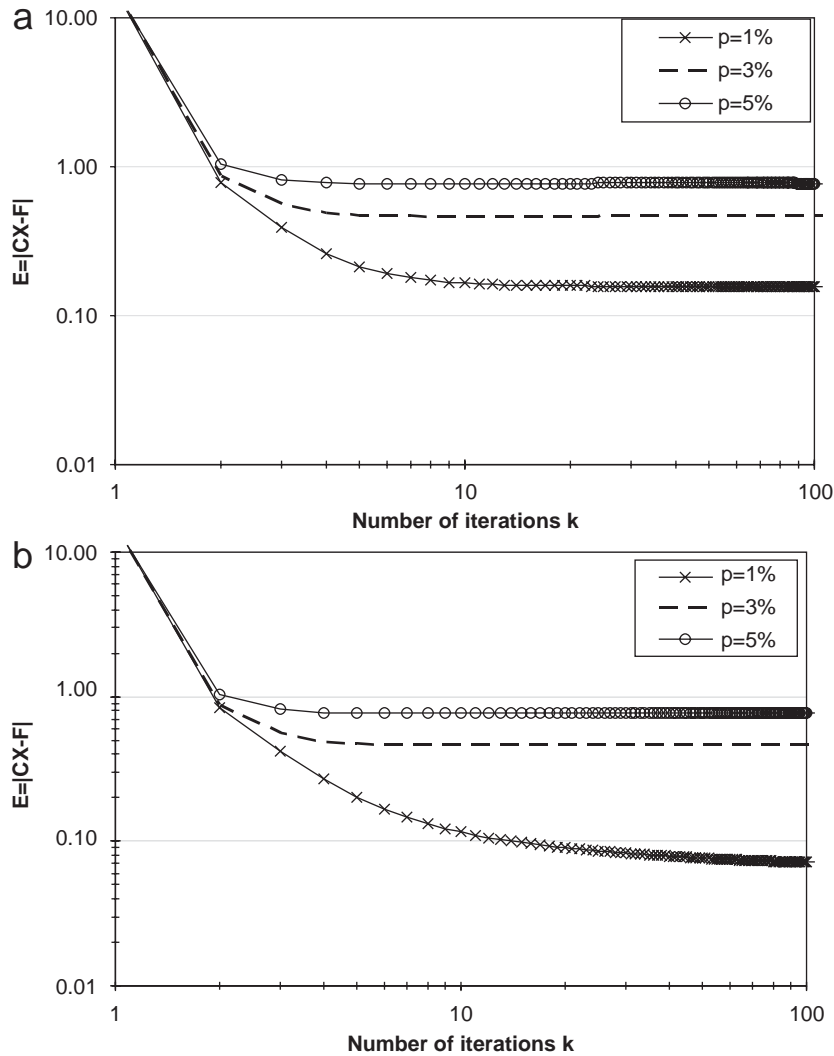 a
10.00
1.00
0.10
0.01
E=|CX-F|
1
10
100
Number of iterations k
p=1%
p=3%
p=5%
b
10.00
1.00
0.10
0.01
E=|CX-F|
1
10
100
Number of iterations k
p=1%
p=3%
p=5%